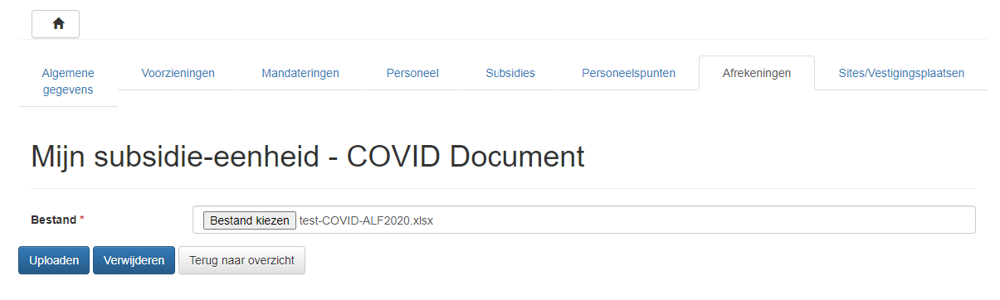 Algemene gegevens
Voorzieningen
Mandateringen
Personeel
Subsidies
Personeelspunten
Afrekeningen
Sites/Vestigingsplaatsen
Mijn subsidie-eenheid - COVID Document
Bestand *
Bestand kiezen test-COVID-ALF2020.xlsx
Uploaden
Verwijderen
Terug naar overzicht